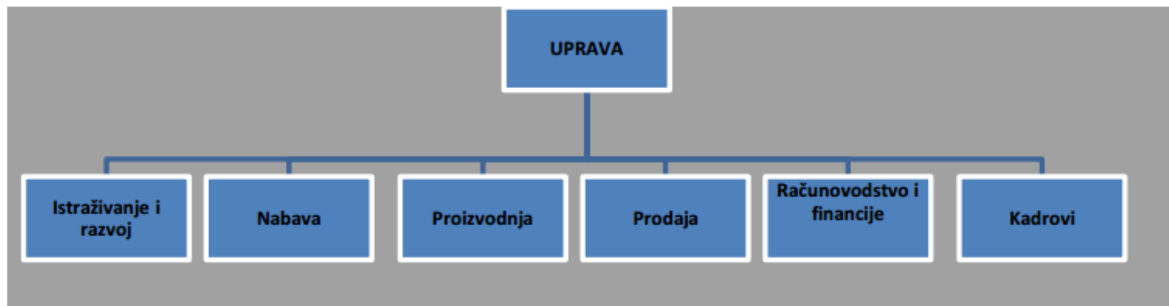 UPRAVA
Istraživanje i
razvoj
Nabava
Proizvodnja
Prodaja
Računovodstvo i
financije
Kadrovi